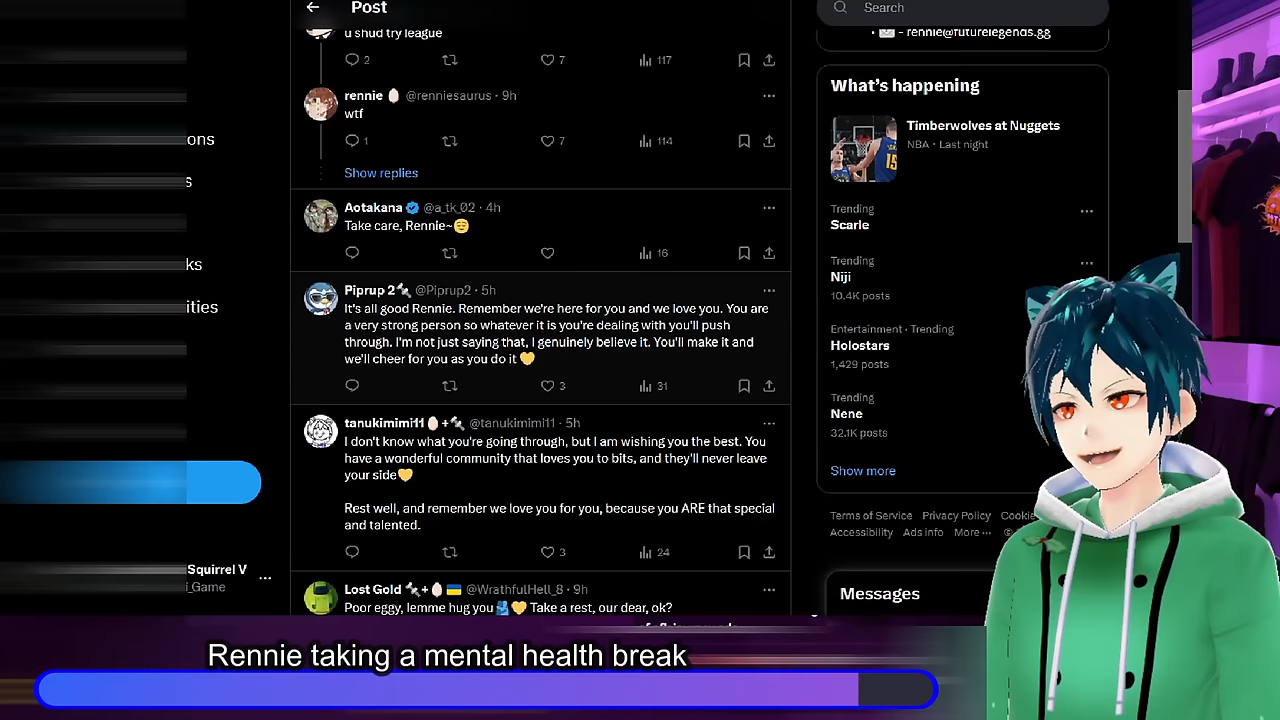 Post
Search
u shud try league
- rennie@futurelegends.gg
2
7
117
What's happening
rennie @renniesaurus · 9h
wtf
Timberwolves at Nuggets
NBA · Last night
1
7
114
ons
Show replies
s
Aotakana @a_tk_02 · 4h
Take care, Rennie~
Trending
Scarle
16
ks
Trending
Niji
10.4K posts
Piprup 2 @Piprup2 · 5h
It's all good Rennie. Remember we're here for you and we love you. You are
a very strong person so whatever it is you're dealing with you'll push
through. I'm not just saying that, I genuinely believe it. You'll make it and
we'll cheer for you as you do it
ities
Entertainment · Trending
Holostars
1,429 posts
3
31
Trending
Nene
32.1K posts
tanukimimi11 + @tanukimimi11 · 5h
I don't know what you're going through, but I am wishing you the best. You
have a wonderful community that loves you to bits, and they'll never leave
your side
Show more
Rest well, and remember we love you for you, because you ARE that special
and talented.
Terms of Service Privacy Policy Cookie
Accessibility Ads info More ··· ©
3
24
Squirrel V
_Game
Lost Gold + @WrathfulHell_8 · 9h
Poor eggy, lemme hug you Take a rest, our dear, ok?
Messages
Rennie taking a mental health break